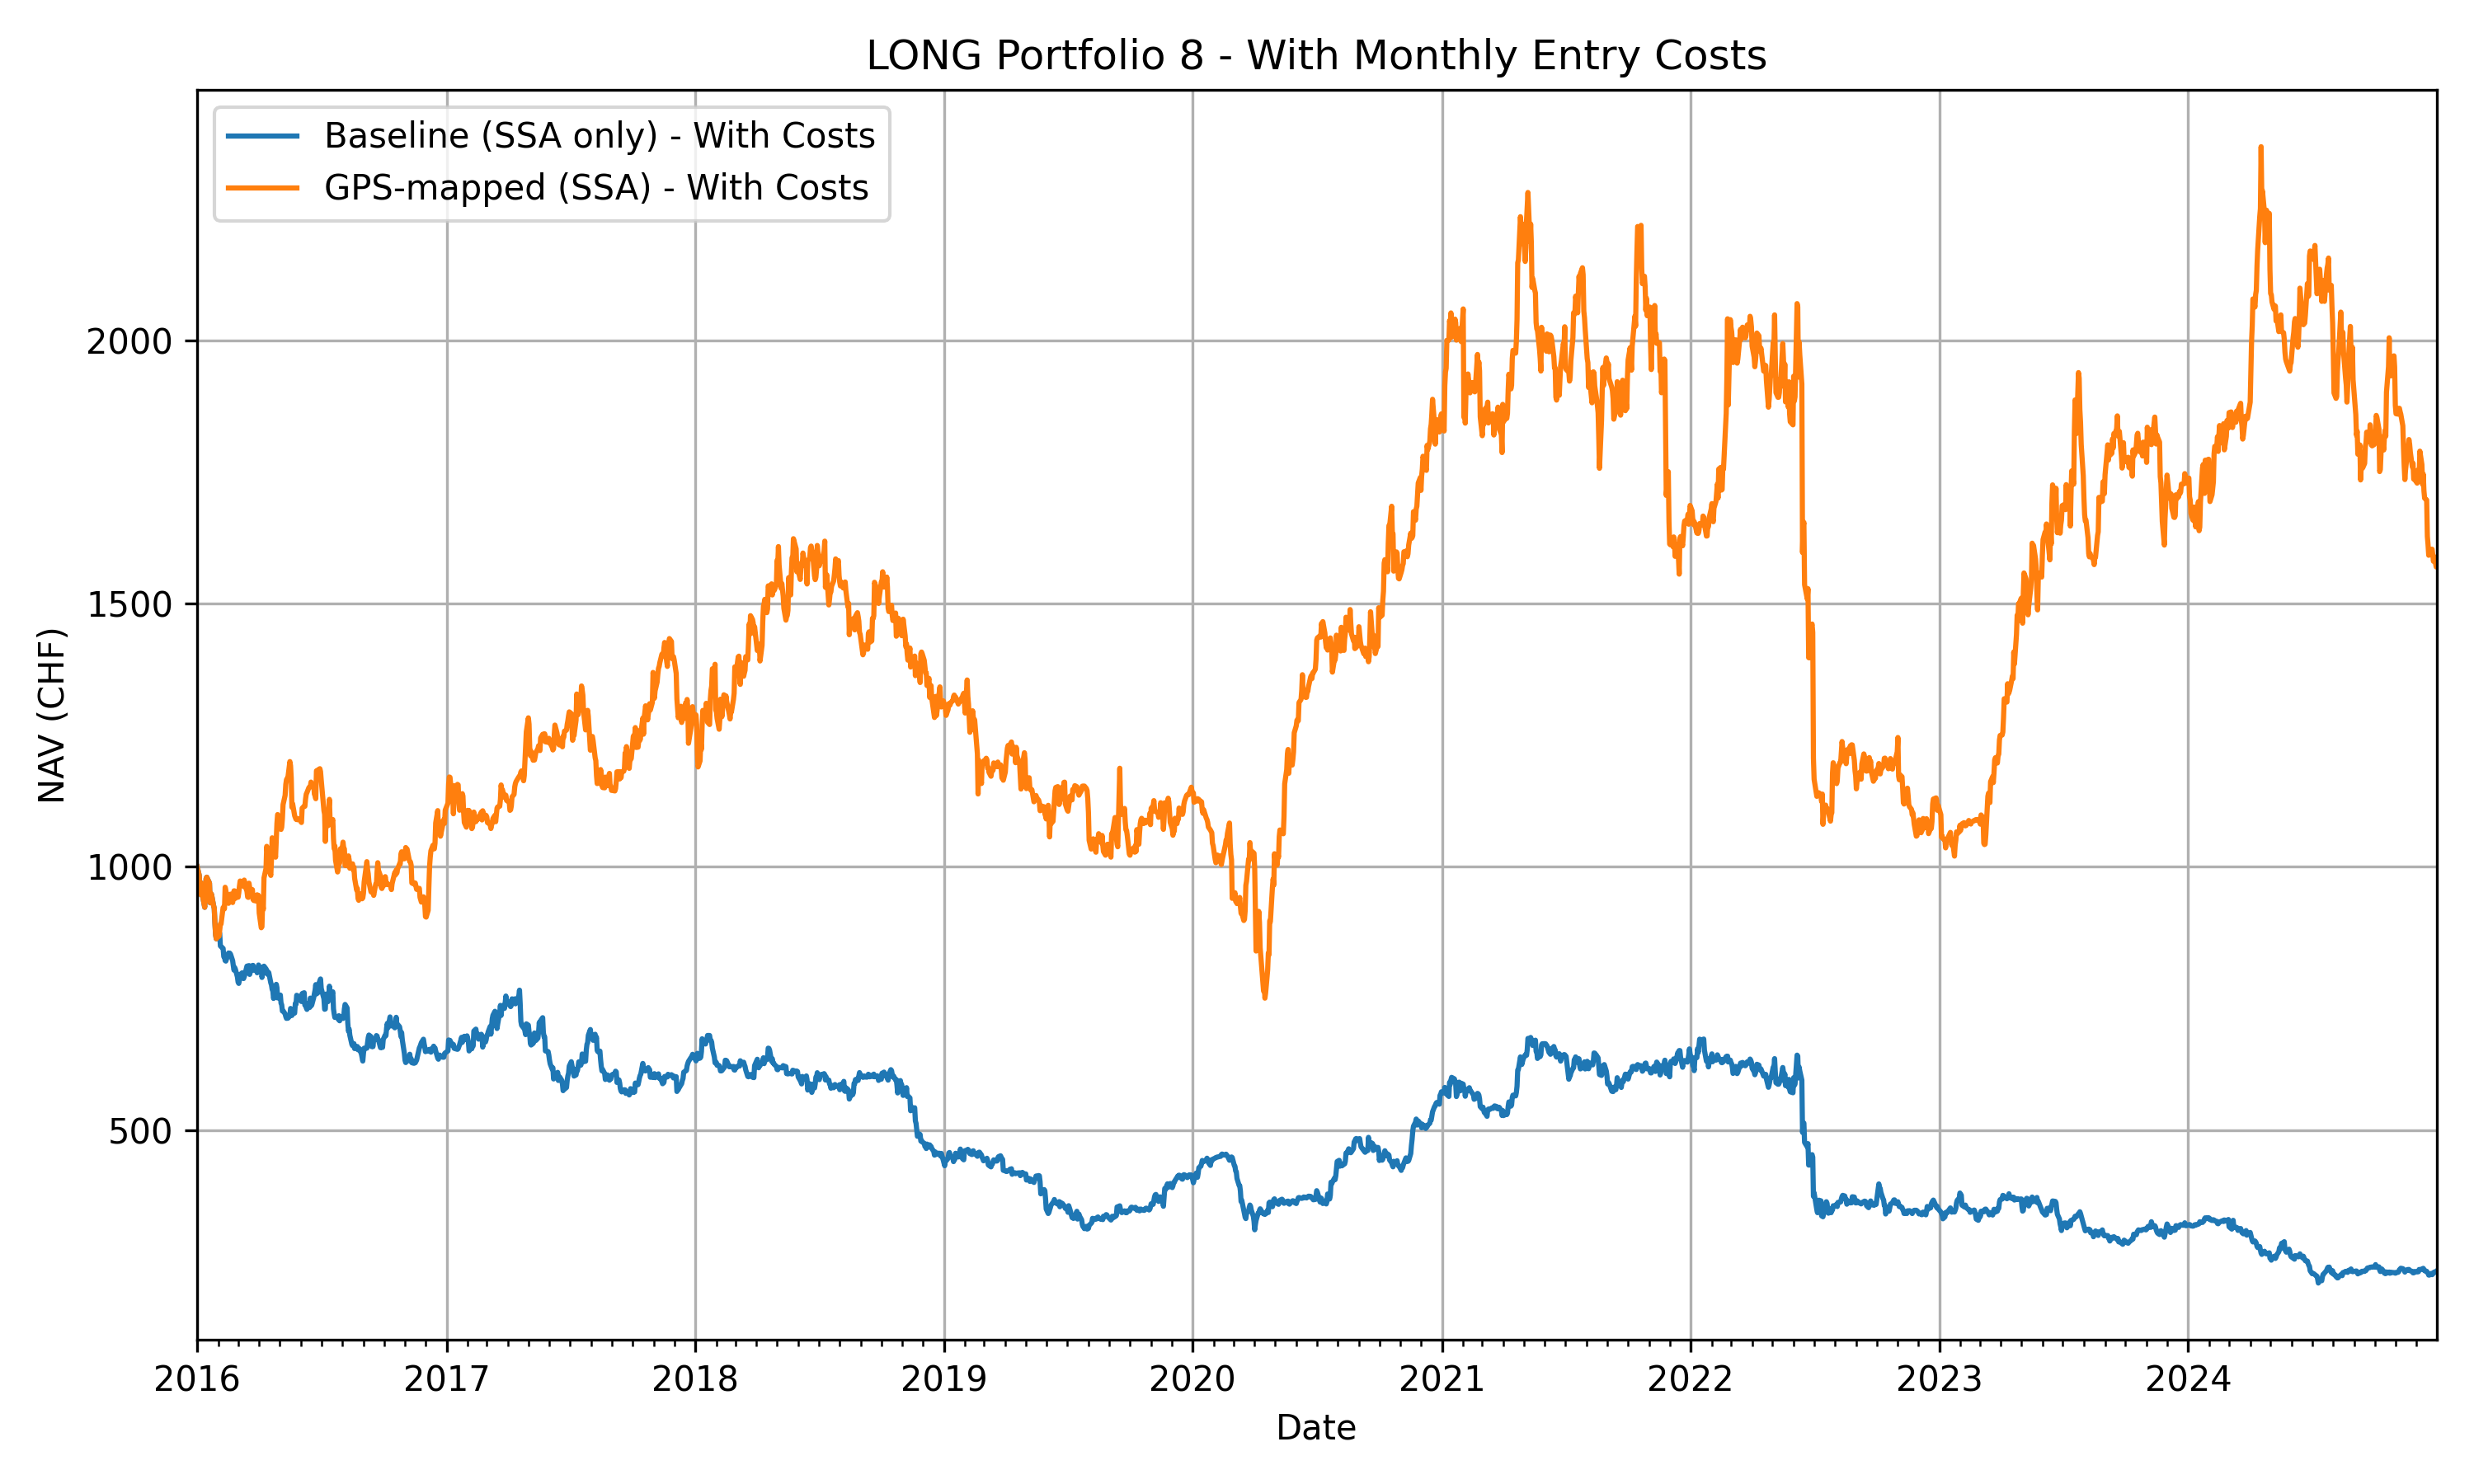 LONG Portfolio 8 - With Monthly Entry Costs
Baseline (SSA only) - With Costs
GPS-mapped (SSA) - With Costs
NAV (CHF)
2000
1500
1000
500
2016 2017 2018 2019 2020 2021 2022 2023 2024
Date